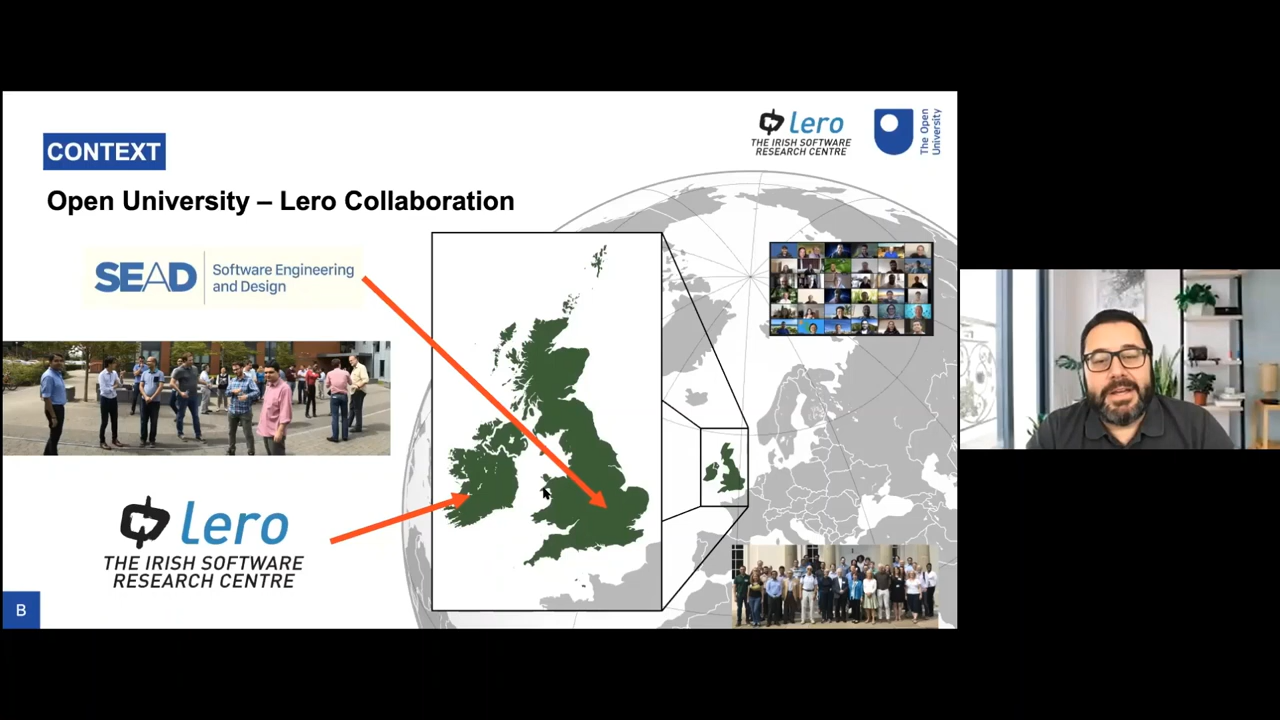 CONTEXT
lero
THE IRISH SOFTWARE
RESEARCH CENTRE
The Open
University
Open University – Lero Collaboration
SEAD
Software Engineering
and Design
lero
THE IRISH SOFTWARE
RESEARCH CENTRE
B